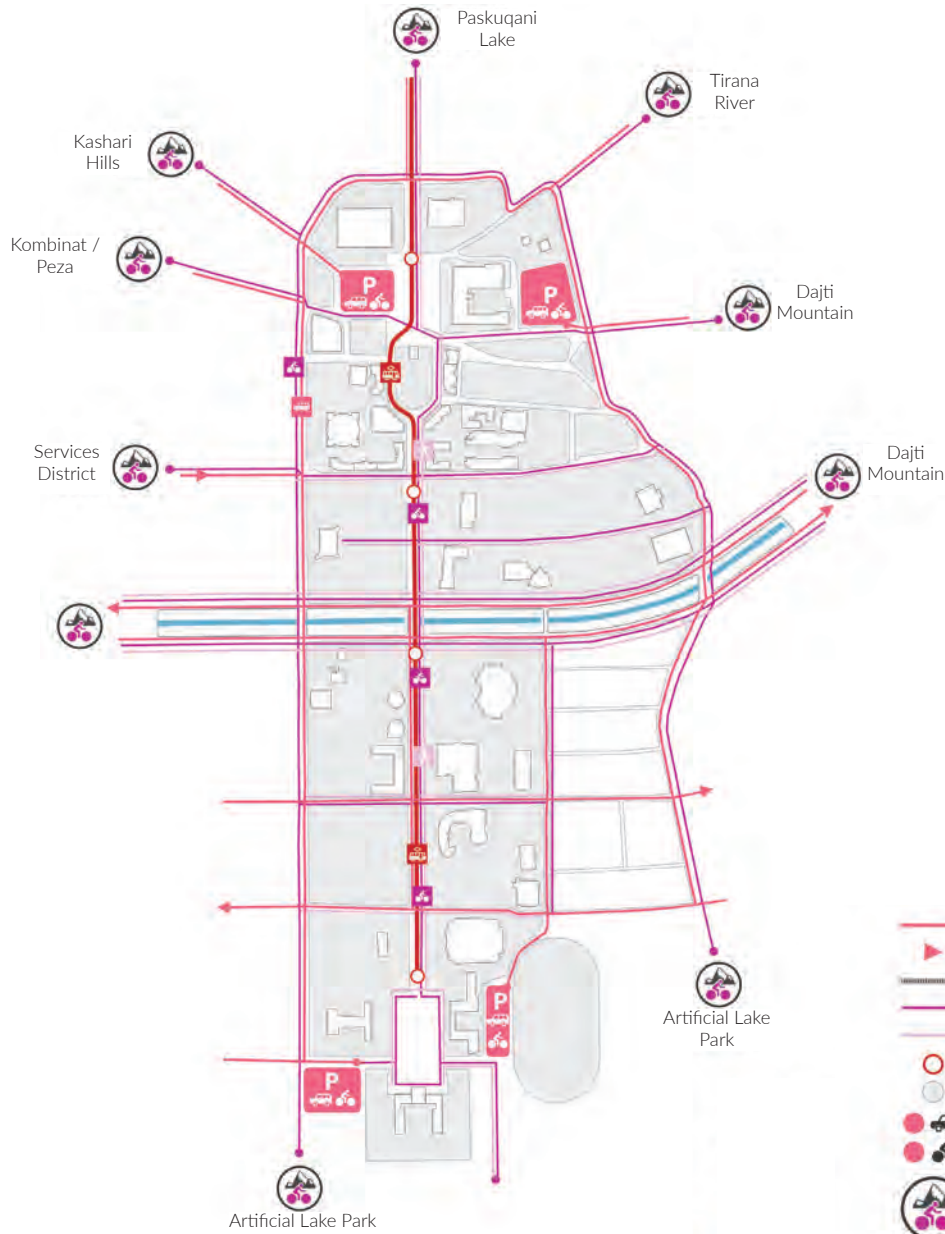 Paskuqani
Lake
Tirana
River
Kashari
Hills
Kombinat /
Peza
P
P
Dajti
Mountain
Services
District
Dajti
Mountain
P
Artificial Lake
Park
P
Artificial Lake Park